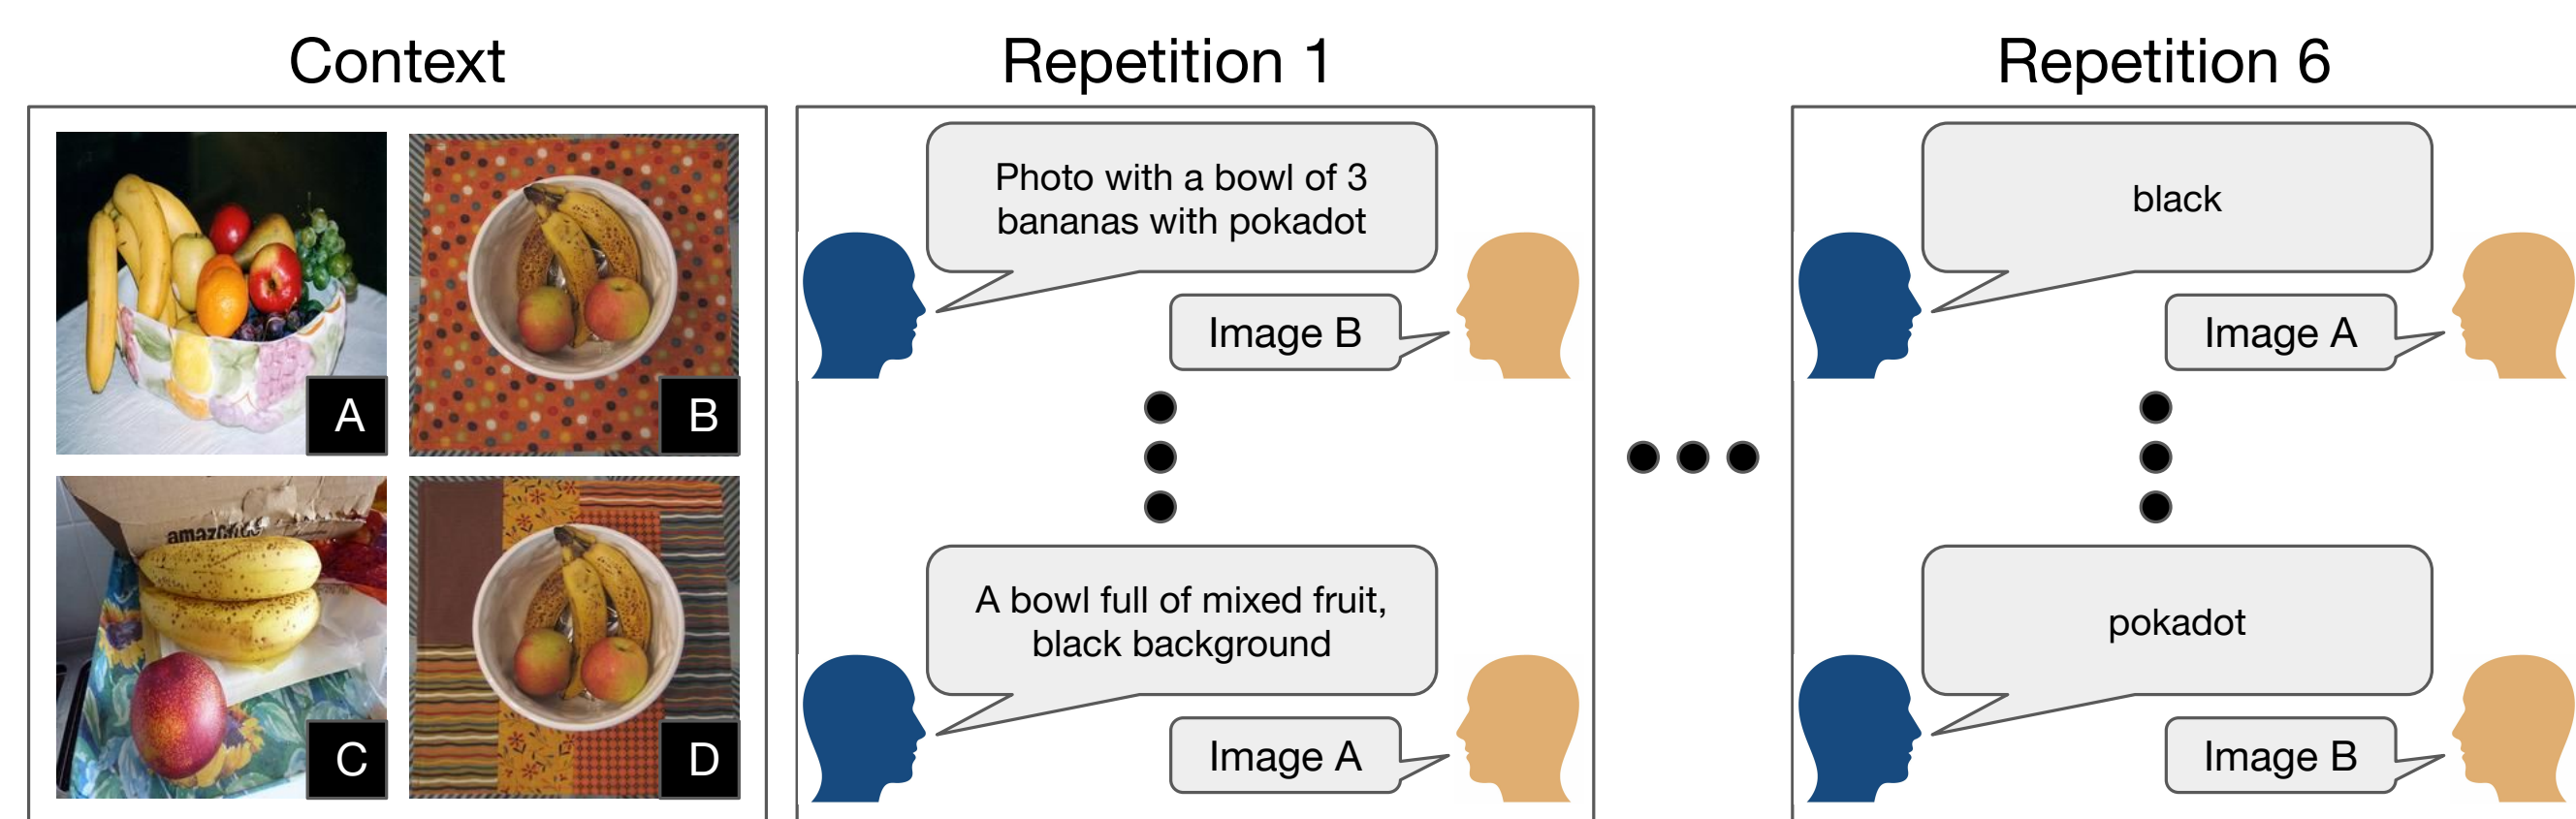 Context
Repetition 1
Repetition 6
A
B
C
D
Photo with a bowl of 3
bananas with pokadot
Image B
A bowl full of mixed fruit,
black background
Image A
black
Image A
pokadot
Image B